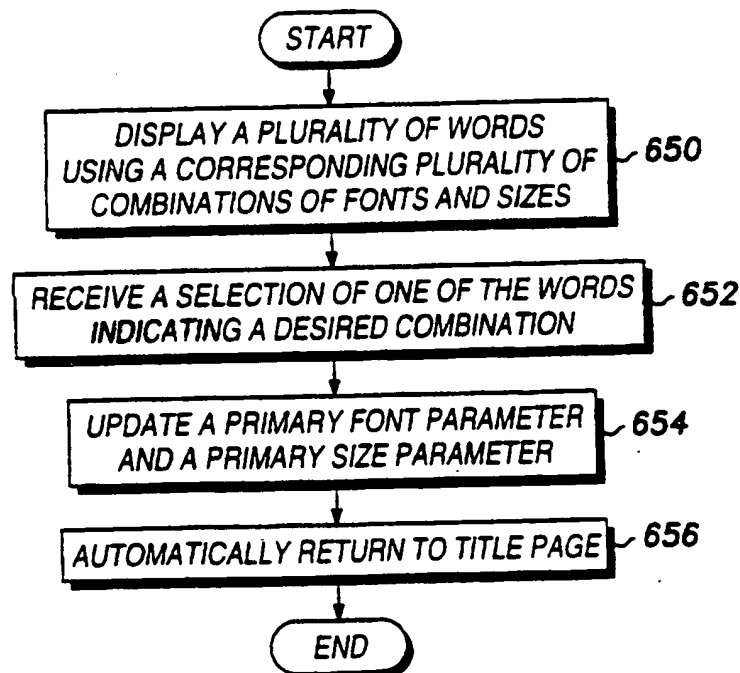 START
DISPLAY A PLURALITY OF WORDS
USING A CORRESPONDING PLURALITY OF
COMBINATIONS OF FONTS AND SIZES
650
RECEIVE A SELECTION OF ONE OF THE WORDS
INDICATING A DESIRED COMBINATION
652
UPDATE A PRIMARY FONT PARAMETER
AND A PRIMARY SIZE PARAMETER
654
AUTOMATICALLY RETURN TO TITLE PAGE
656
END